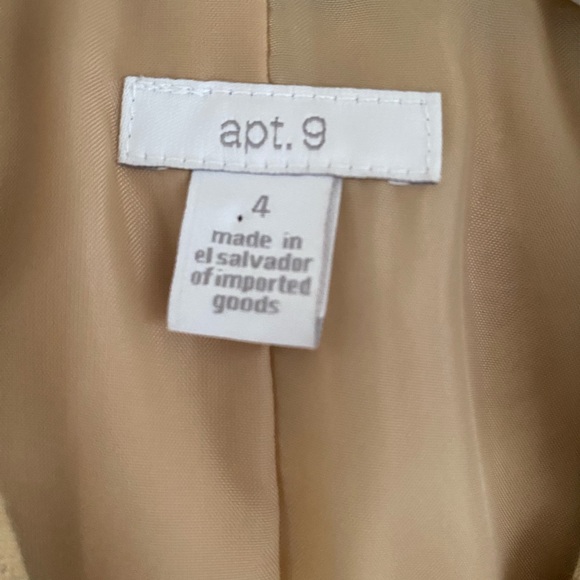 apt. 9
4
made in
el salvador
of imported
goods